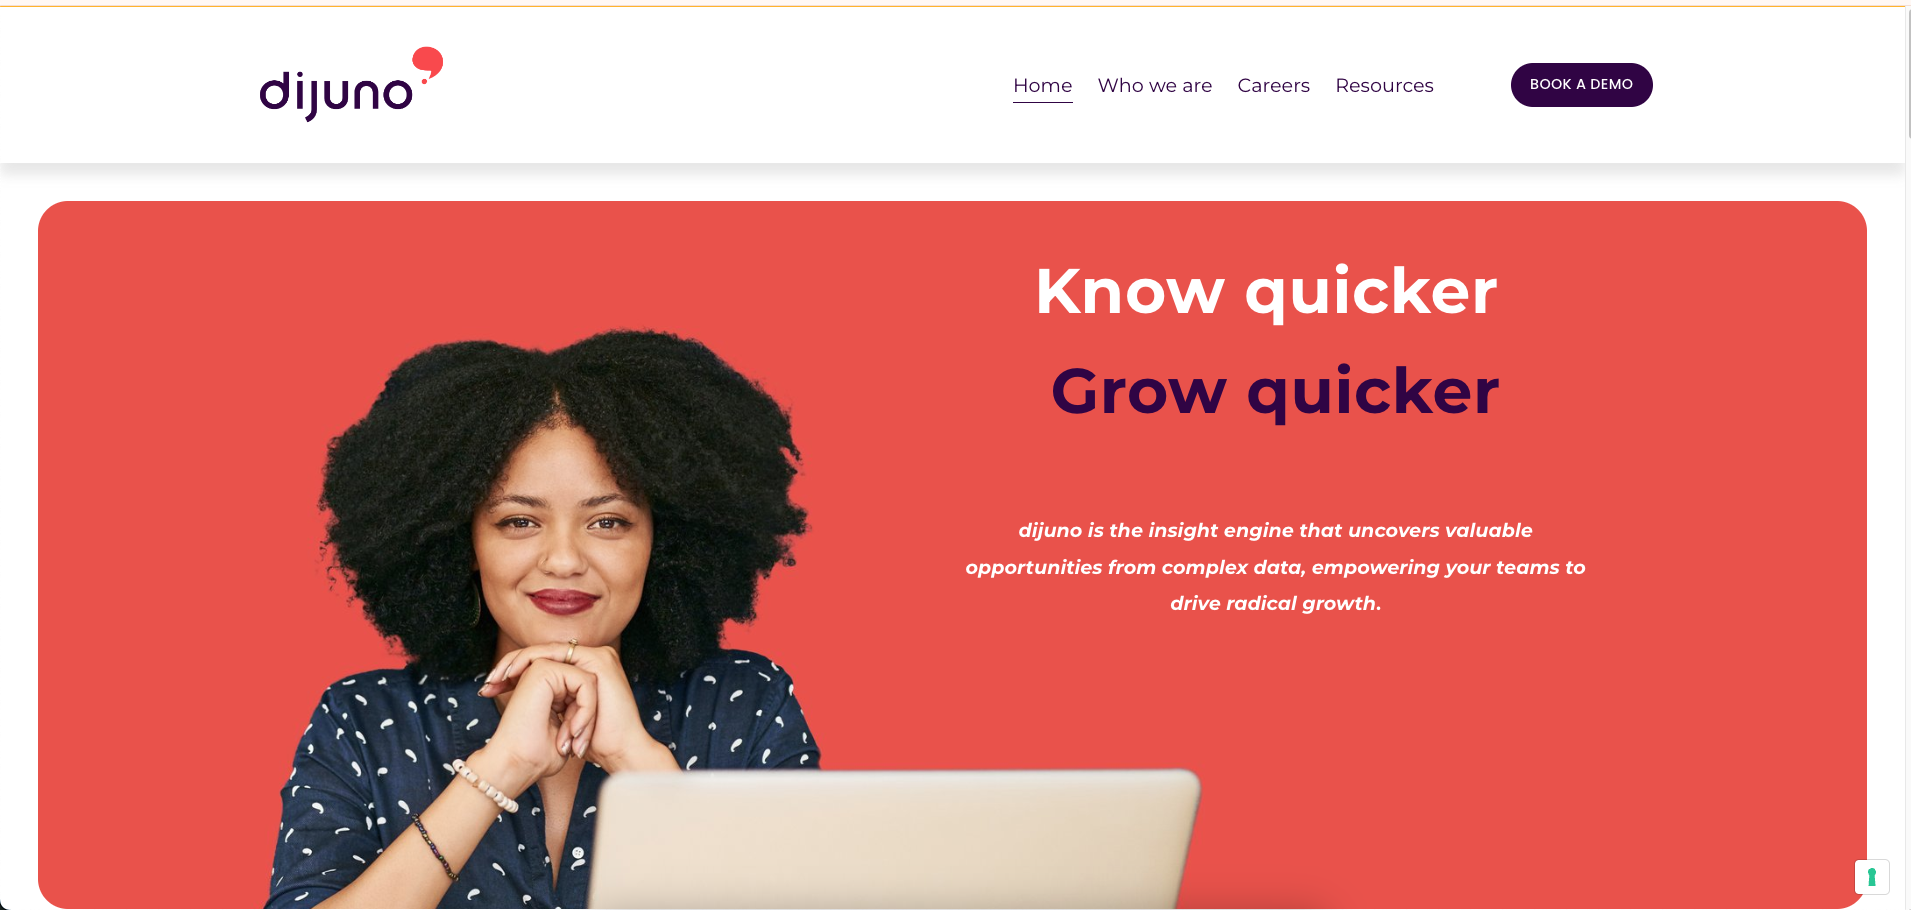 dijuno
Home Who we are Careers Resources BOOK A DEMO
Know quicker
Grow quicker
dijuno is the insight engine that uncovers valuable
opportunities from complex data, empowering your teams to
drive radical growth.